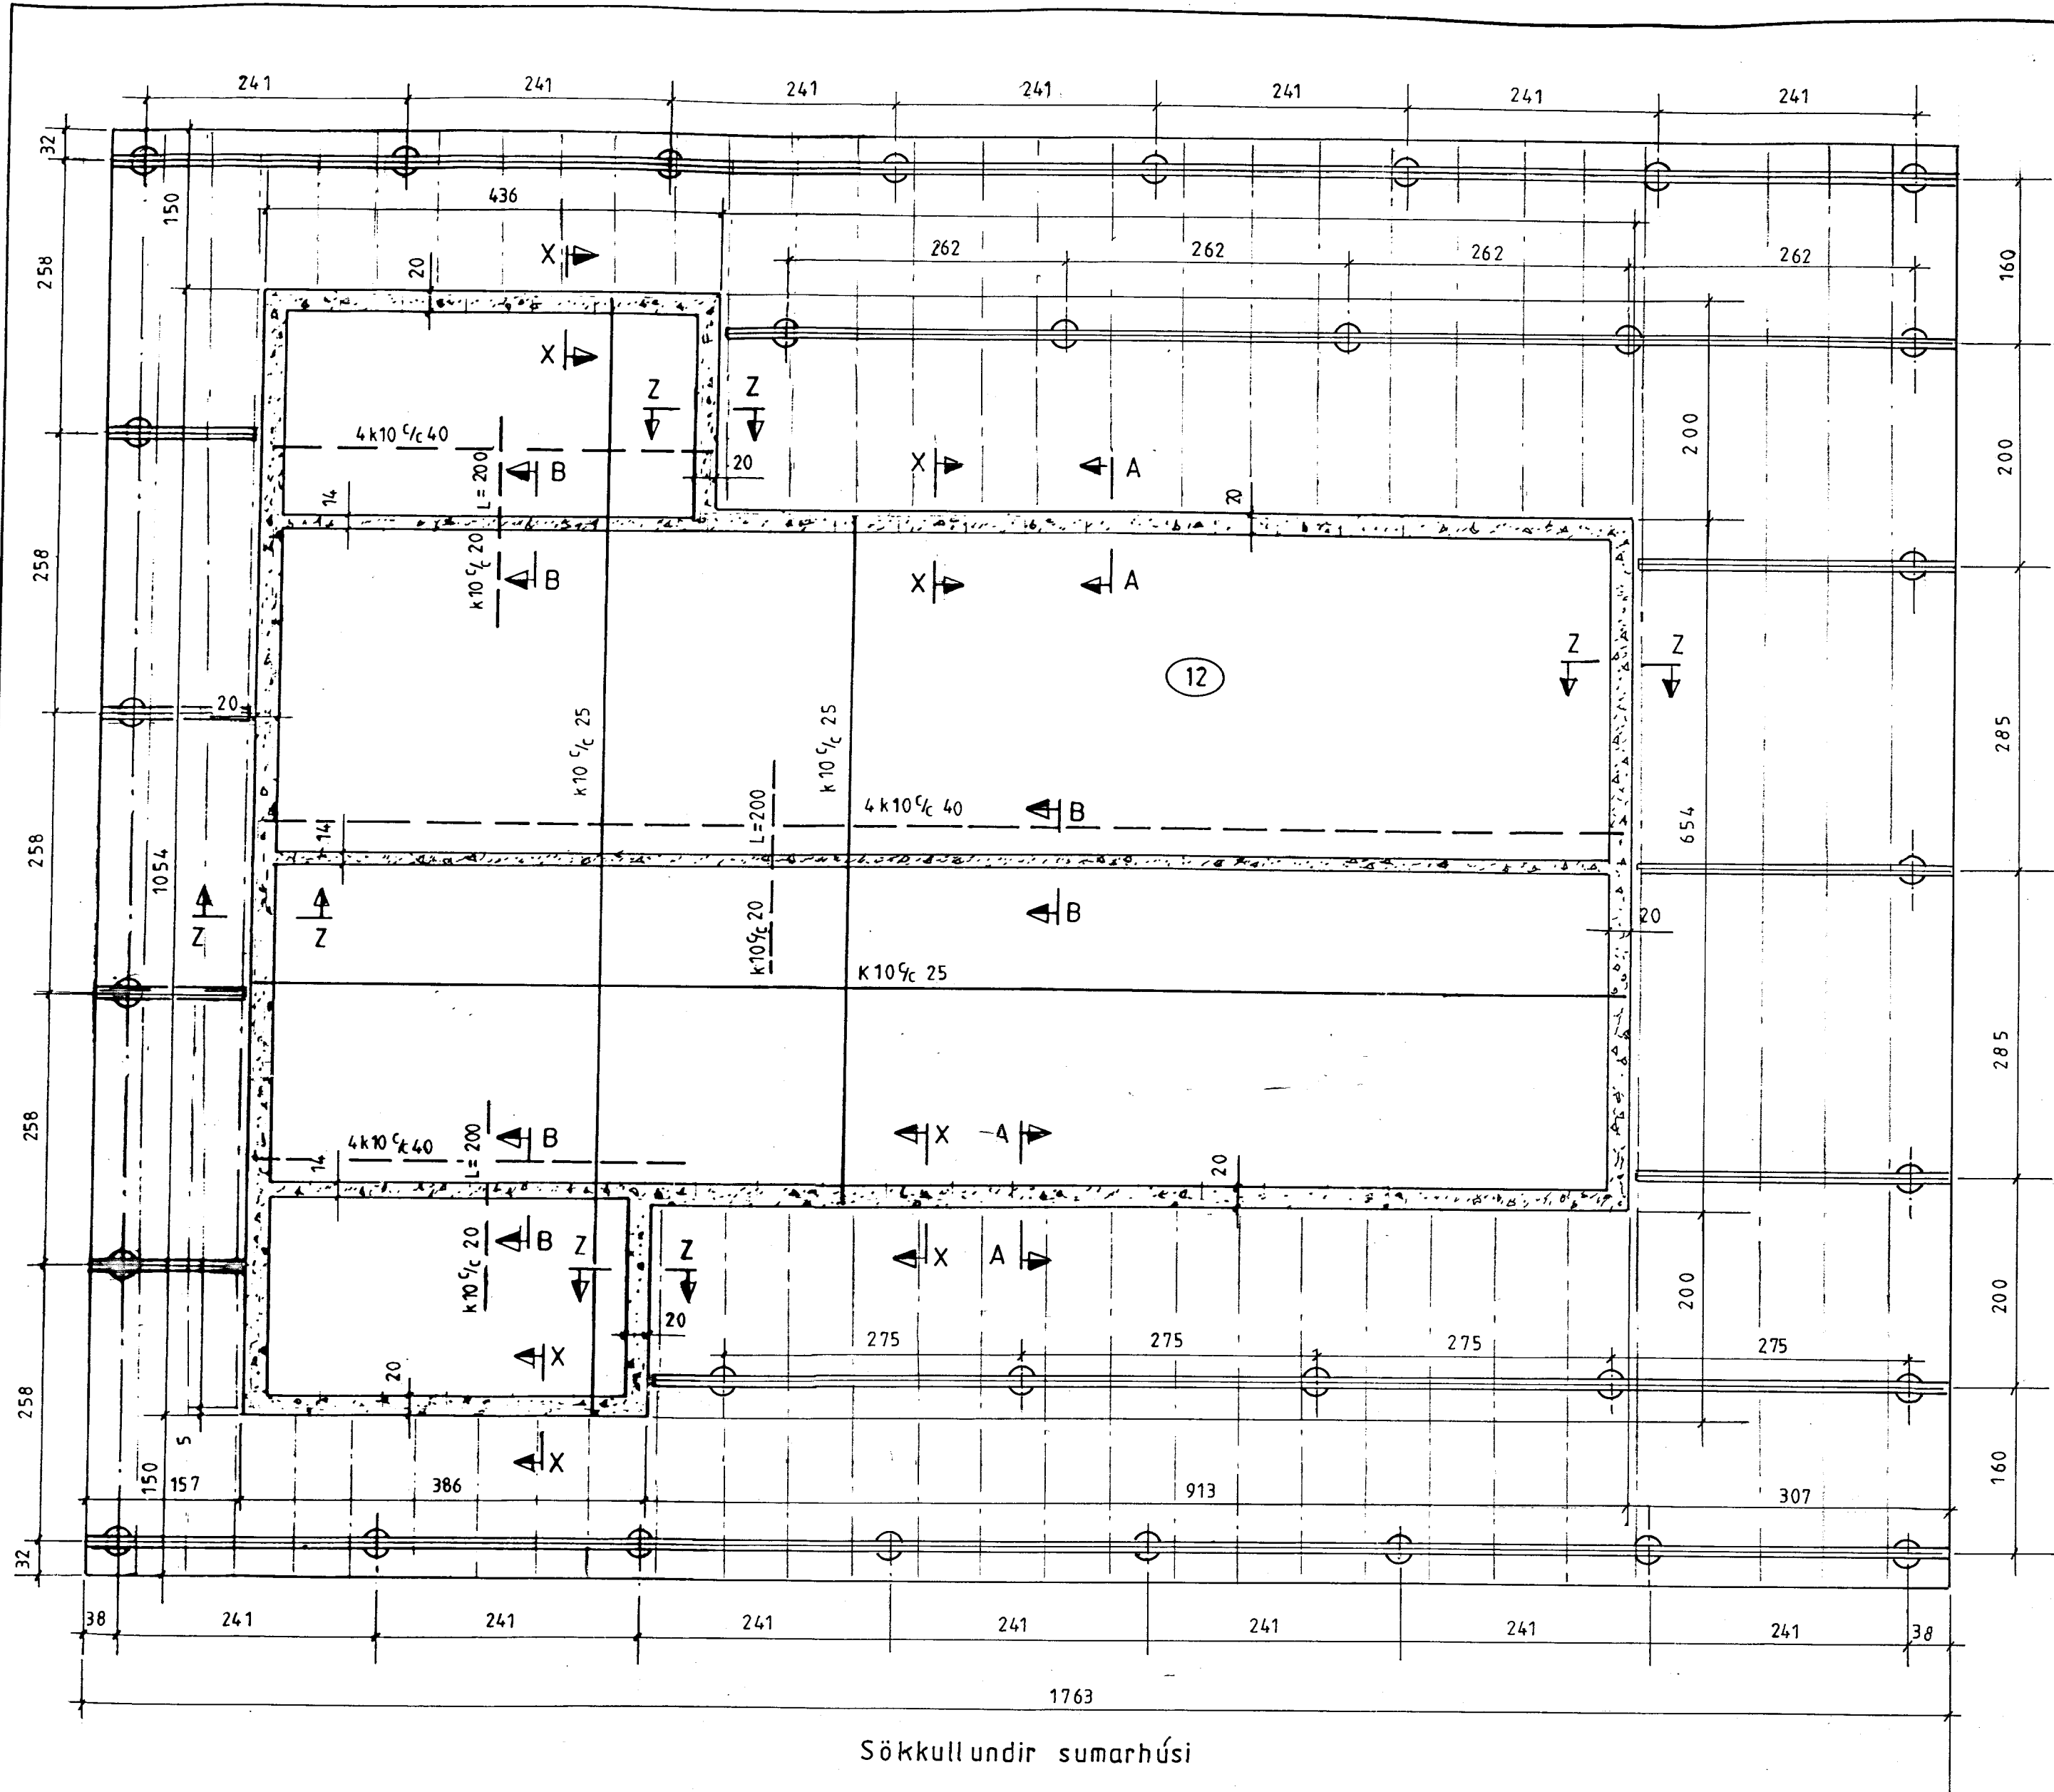 241 241 241 241 241 241 241
32
150
436
258
X
20
262 262 262 262
160
X
Z Z
4k10 c/c 40
L=200
B
20
X A
200
200
14
20
k10 c/c 20
B
X A
258
12
Z Z
20
k10 c/c 25
k10 c/c 25
285
L=200
4k10 c/c 40
B
14
654
258
1054
Z Z
B
20
k10 c/c 20
K10 c/c 25
285
258
4k10 c/c 40
L=200
B
X A
14
20
k10 c/c 20
B
Z Z
X A
200
200
20
275 275 275 275
X
20
258
5
150
157 386 X 913 307
160
32
38 241 241 241 241 241 241 241 38
1763
Sökkull undir sumarhúsi